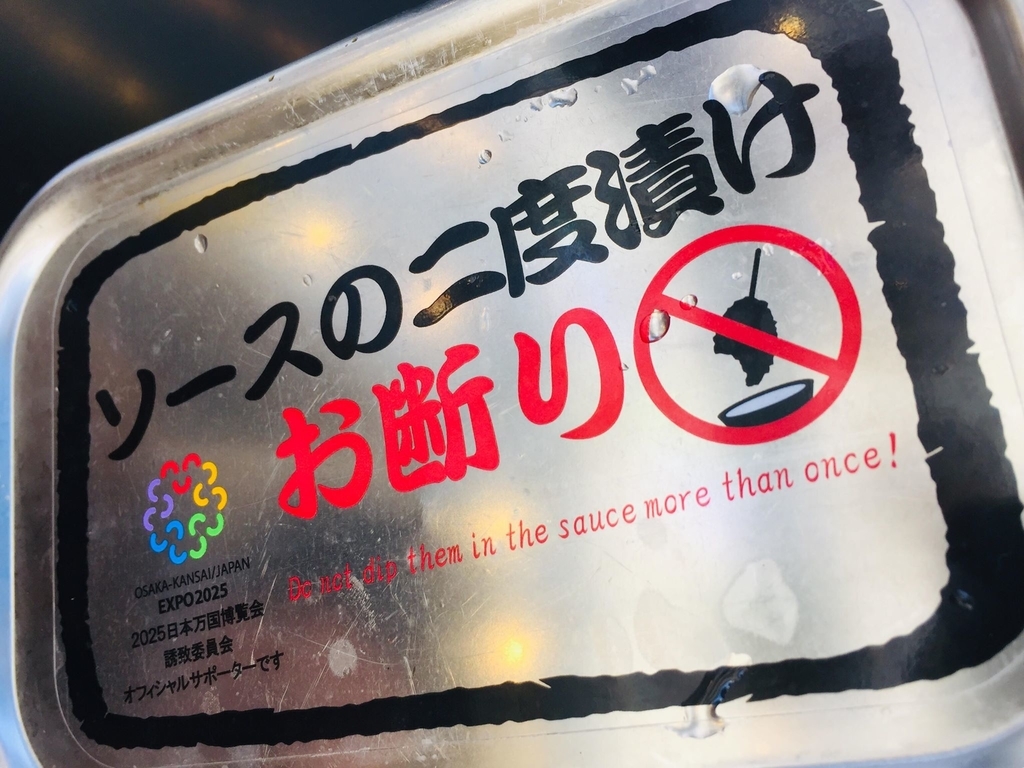 ソースの二度漬け
お断り
Do not dip them in the sauce more than once!
OSAKA-KANSAI/JAPAN
EXPO2025
2025日本万国博覧会
誘致委員会
オフィシャルサポーターです